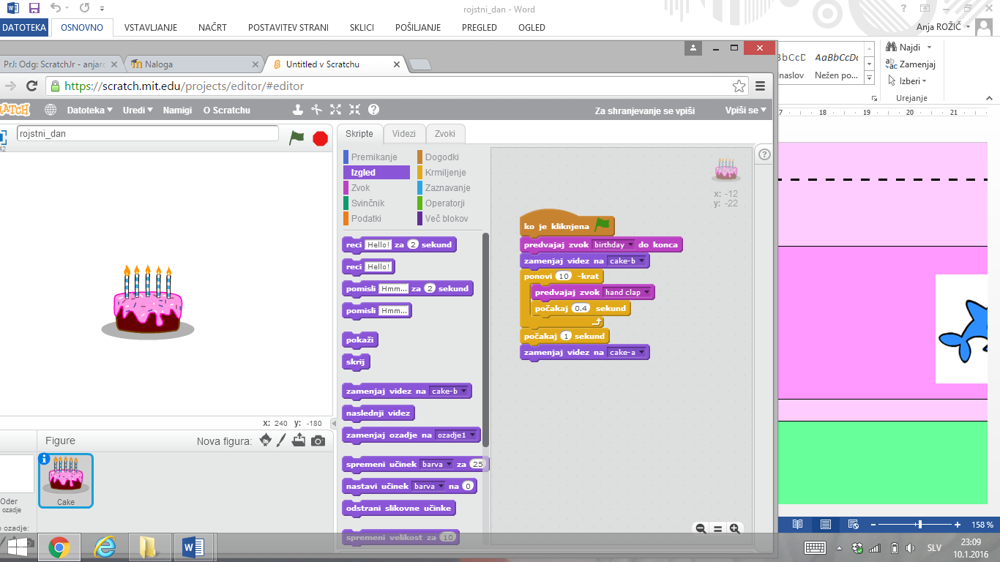 rojstni_dan - Word
DATOTEKA OSNOVNO VSTAVLJANJE NAČRT POSTAVITEV STRANI SKLICI POŠILJANJE PREGLED OGLED Anja ROŽIČ
PrJ: Odg: ScratchJr - anjaro Naloga Untitled v Scratchu
https://scratch.mit.edu/projects/editor/#editor
Datoteka Uredi Namigi O Scratchu Za shranjevanje se vpiši Vpiši se
rojstni_dan
Skripte Videzi Zvoki
Premikanje Dogodki
Izgled Krmiljenje
Zvok Zaznavanje
Svinčnik Operatorji
Podatki Več blokov
reci Hello! za 2 sekund
reci Hello!
pomisli Hmm... za 2 sekund
pomisli Hmm...
pokaži
skrij
zamenjaj videz na cake-b
naslednji videz
zamenjaj ozadje na ozadje1
spremeni učinek barva za 25
nastavi učinek barva na 0
odstrani slikovne učinke
spremeni velikost za 10
x: -12
y: -22
ko je kliknjena
predvajaj zvok birthday do konca
zamenjaj videz na cake-b
ponovi 10 -krat
predvajaj zvok hand clap
počakaj 0.4 sekund
počakaj 1 sekund
zamenjaj videz na cake-a
x: 240 y: -180
Figure Nova figura:
Cake
Oder
ozadje
ozadje:
BbCcD AaBbCcDc
naslov Nežen po...
Najdi
Zamenjaj
Izberi
Urejanje
17 18 19 20 21
158 %
SLV
23:09
10.1.2016